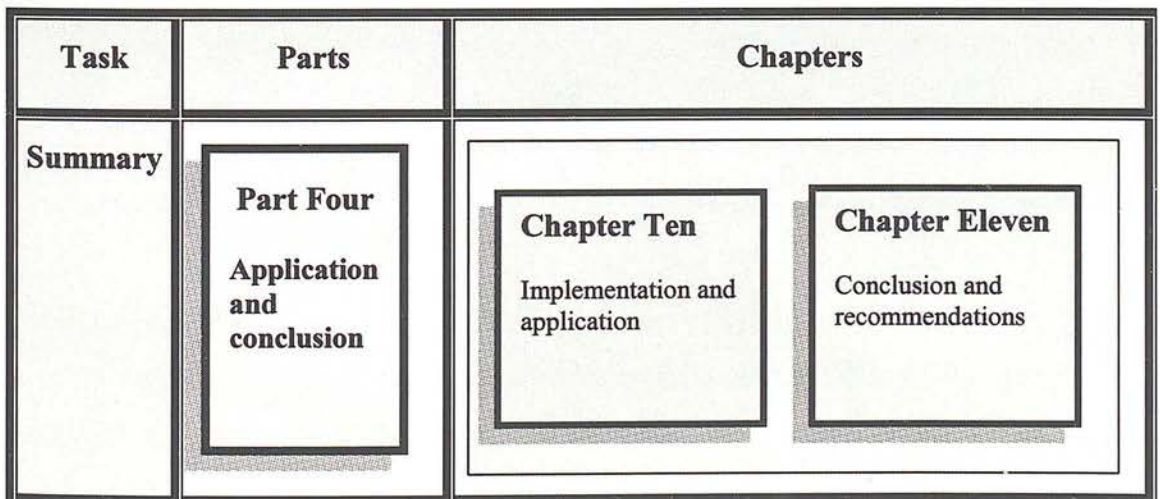 Task
Parts
Chapters
Summary
Part Four
Application
and
conclusion
Chapter Ten
Implementation and
application
Chapter Eleven
Conclusion and
recommendations